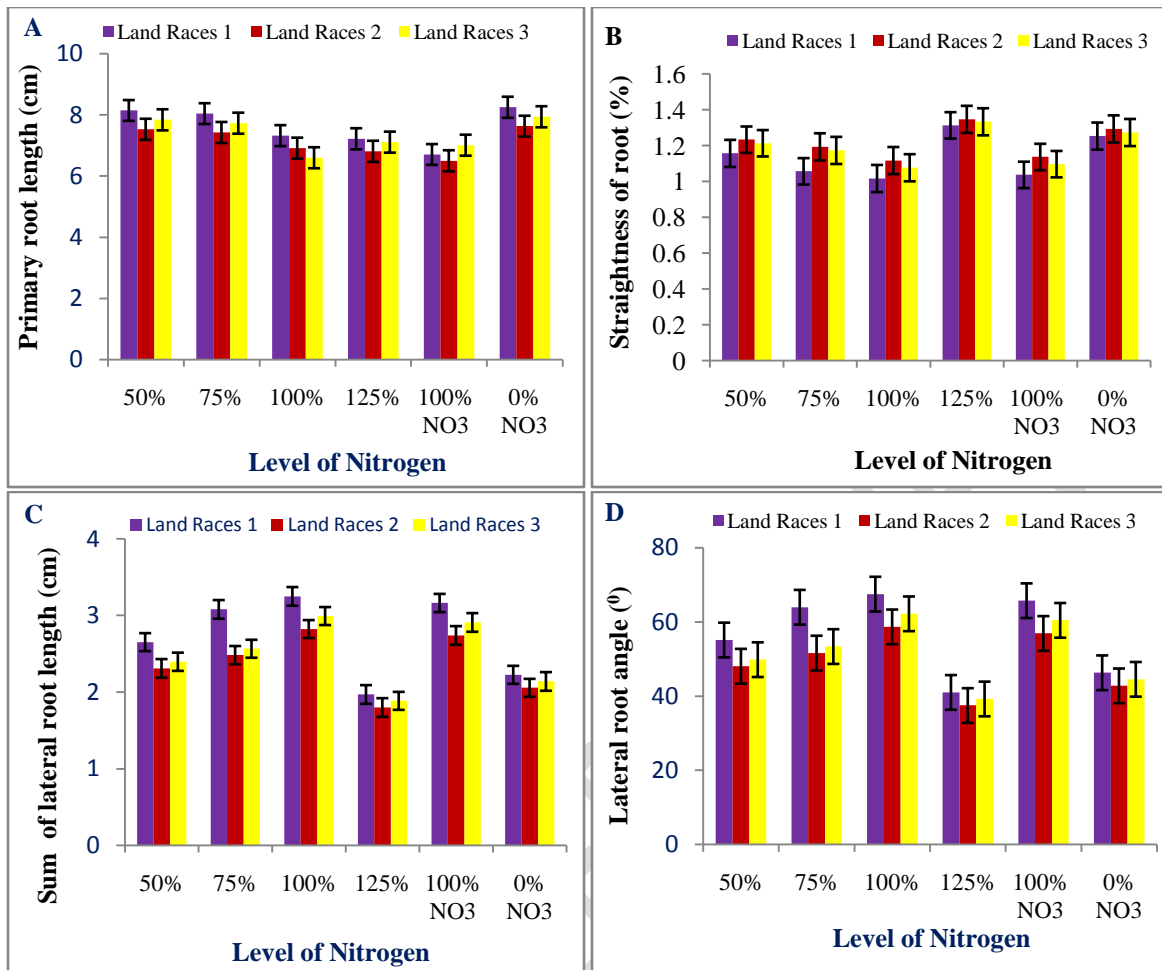 A
Land Races 1 Land Races 2 Land Races 3
Primary root length (cm)
10
8
6
4
2
0
50% 75% 100% 125% 100% NO3 0% NO3
Level of Nitrogen
B
Land Races 1 Land Races 2 Land Races 3
Straightness of root (%)
1.6
1.4
1.2
1
0.8
0.6
0.4
0.2
0
50% 75% 100% 125% 100% NO3 0% NO3
Level of Nitrogen
C
Land Races 1 Land Races 2 Land Races 3
Sum of lateral root length (cm)
4
3
2
1
0
50% 75% 100% 125% 100% NO3 0% NO3
Level of Nitrogen
D
Land Races 1 Land Races 2 Land Races 3
Lateral root angle (⁰)
80
60
40
20
0
50% 75% 100% 125% 100% NO3 0% NO3
Level of Nitrogen